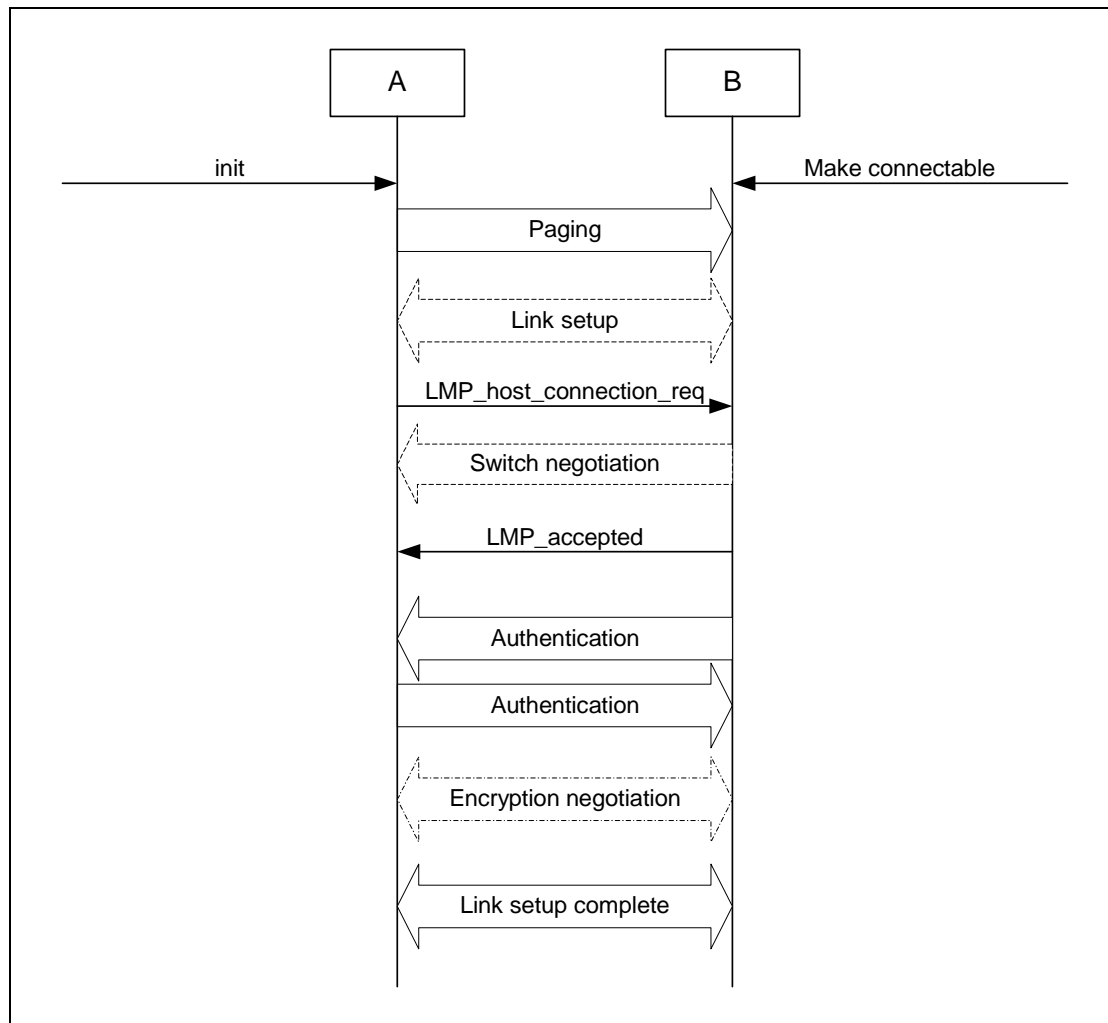 A
B
init
Make connectable
Paging
Link setup
LMP_host_connection_req
Switch negotiation
LMP_accepted
Authentication
Authentication
Encryption negotiation
Link setup complete